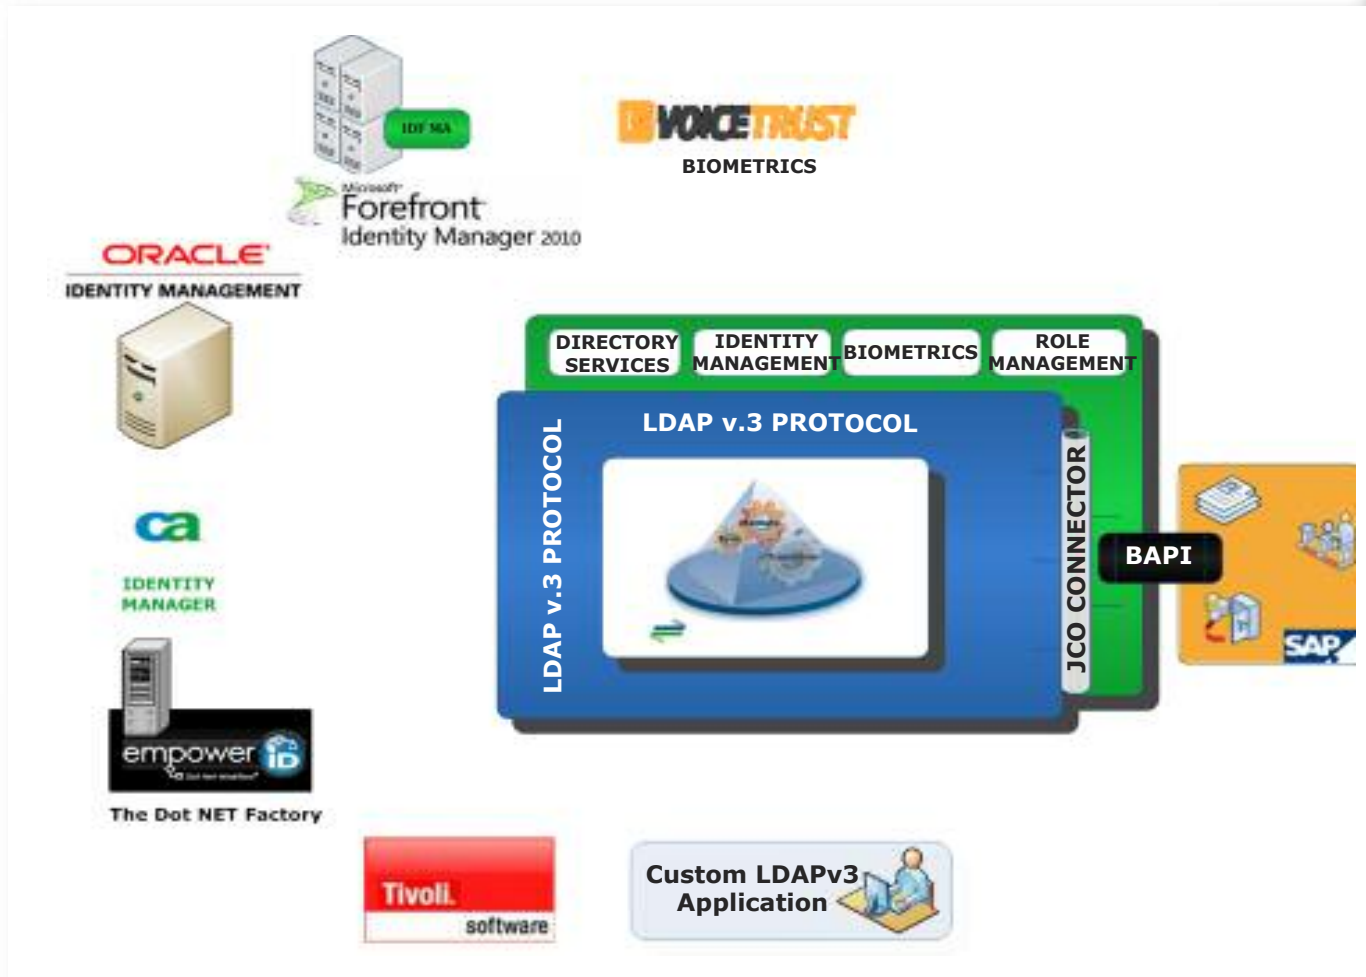 IDF MA
VOICETRUST
BIOMETRICS
Microsoft
Forefront
Identity Manager 2010
ORACLE
IDENTITY MANAGEMENT
DIRECTORY
SERVICES
IDENTITY
MANAGEMENT
BIOMETRICS
ROLE
MANAGEMENT
LDAP v.3 PROTOCOL
LDAP v.3 PROTOCOL
JCO CONNECTOR
BAPI
SAP
ca
IDENTITY
MANAGER
empower iD
The Dot NET Factory
Tivoli.
software
Custom LDAPv3
Application